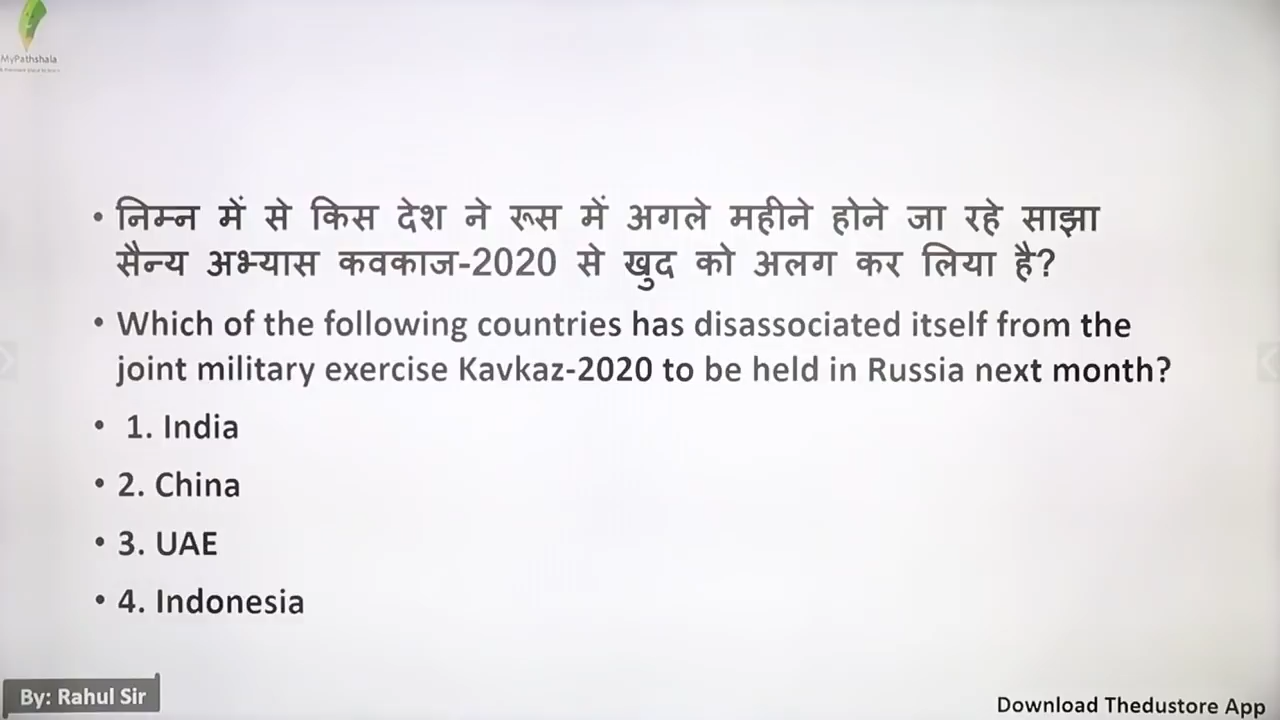 MyPathshala
• निम्न में से किस देश ने रूस में अगले महीने होने जा रहे साझा
सैन्य अभ्यास कवकाज-2020 से खुद को अलग कर लिया है?
• Which of the following countries has disassociated itself from the
joint military exercise Kavkaz-2020 to be held in Russia next month?
• 1. India
• 2. China
• 3. UAE
• 4. Indonesia
By: Rahul Sir
Download Thedustore App